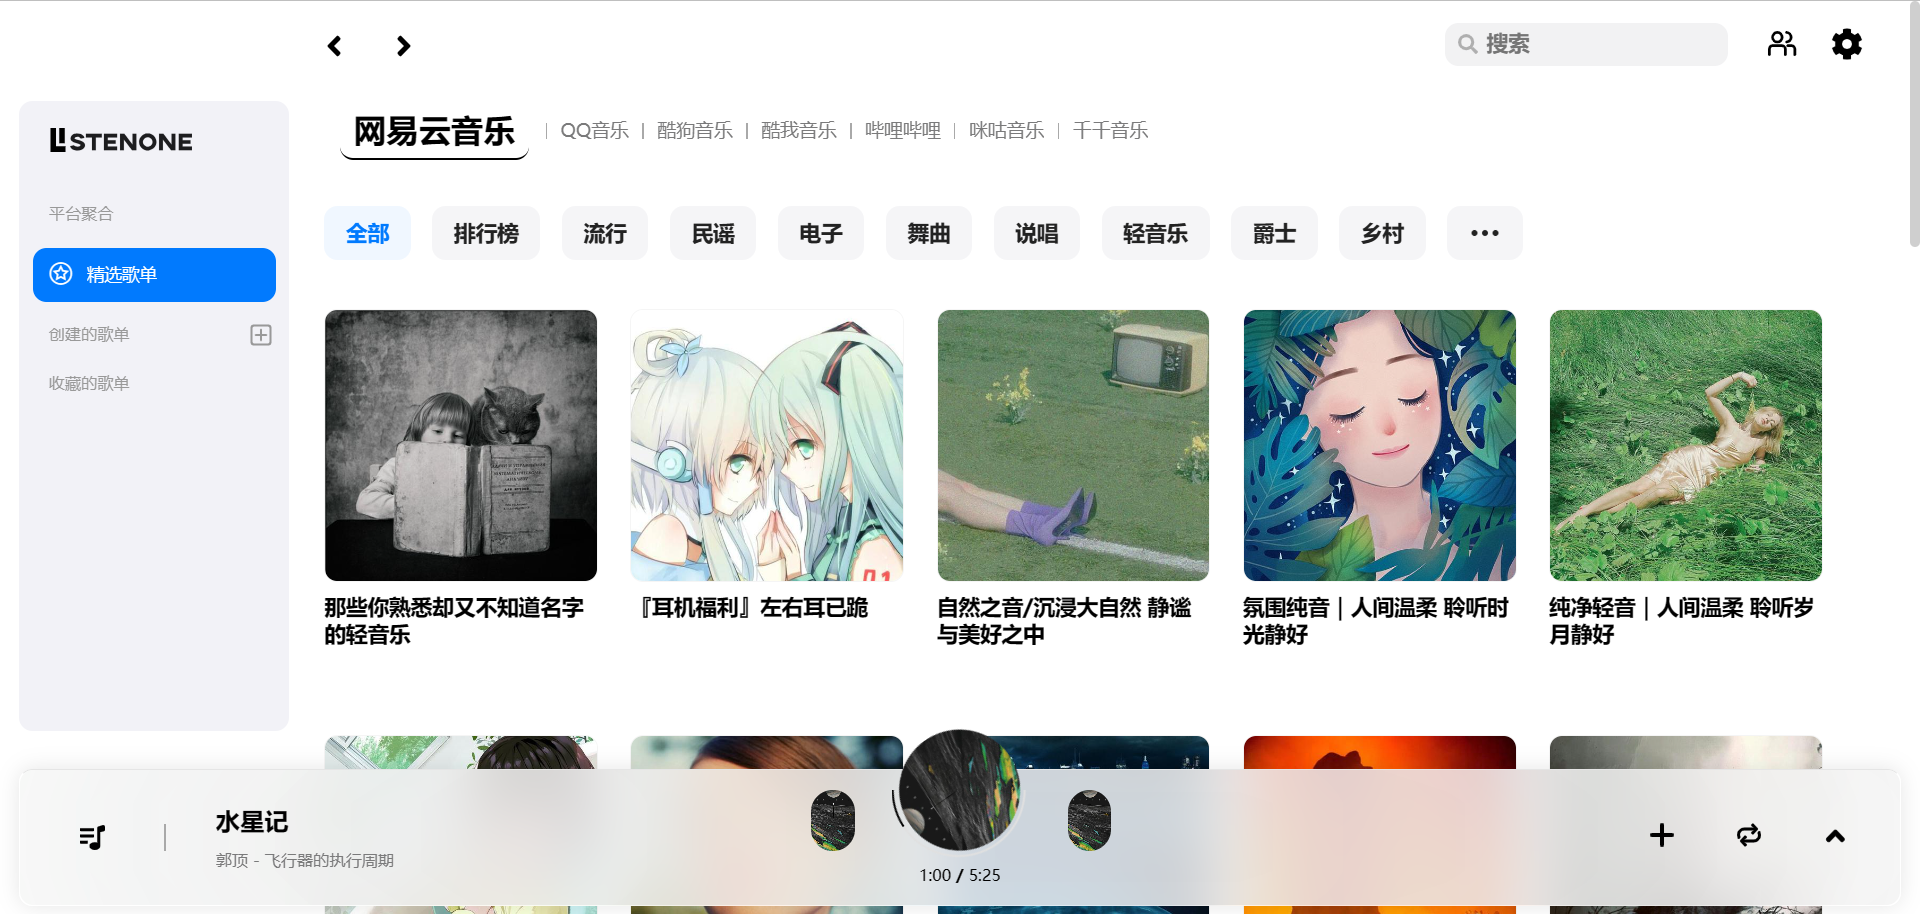 搜索
LISTENONE
网易云音乐 | QQ音乐 | 酷狗音乐 | 酷我音乐 | 哔哩哔哩 | 咪咕音乐 | 千千音乐
平台聚合
精选歌单
创建的歌单
收藏的歌单
全部 排行榜 流行 民谣 电子 舞曲 说唱 轻音乐 爵士 乡村 •••
01
那些你熟悉却又不知道名字
的轻音乐
『耳机福利』左右耳已跪
自然之音/沉浸大自然 静谧
与美好之中
氛围纯音 | 人间温柔 聆听时
光静好
纯净轻音 | 人间温柔 聆听岁
月静好
水星记
郭顶 - 飞行器的执行周期
1:00 / 5:25